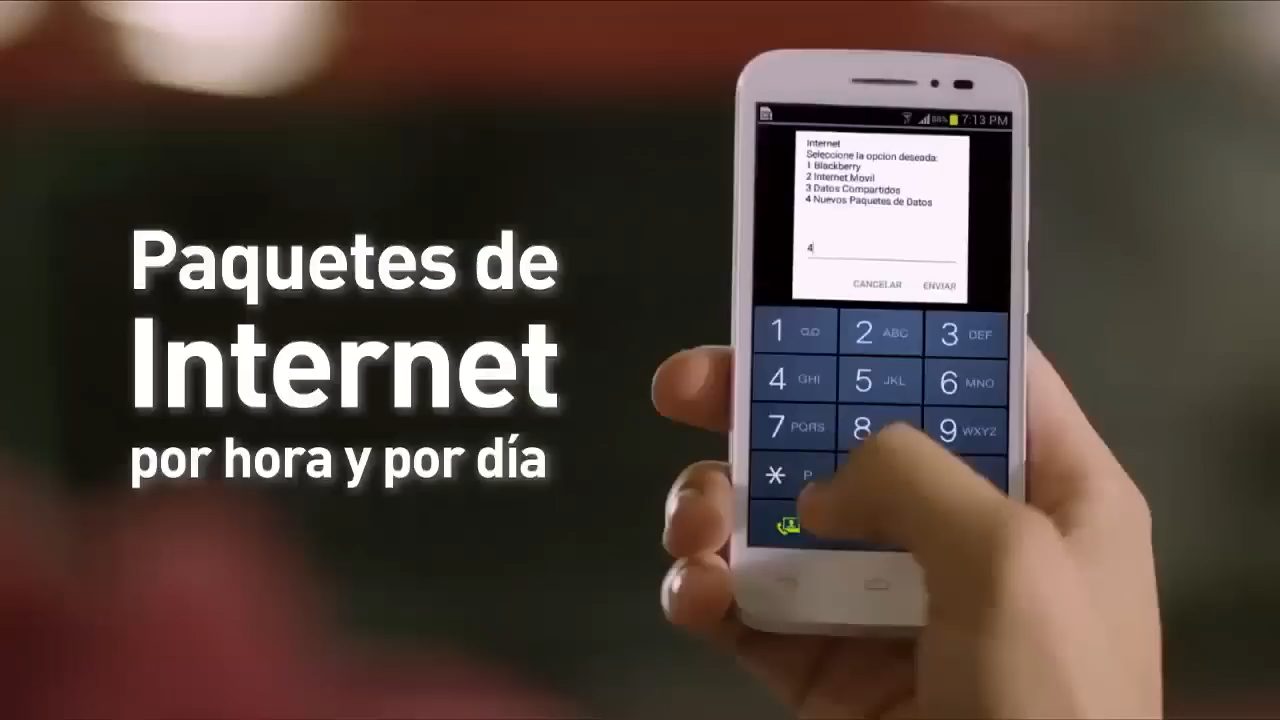 Paquetes de
Internet
por hora y por día
88% 7:13 PM
Internet
Seleccione la opcion deseada:
1 Blackberry
2 Internet Movil
3 Datos Compartidos
4 Nuevos Paquetes de Datos
4
CANCELAR ENVIAR
1
2 ABC
3 DEF
4 GHI
5 JKL
6 MNO
7 PQRS
8
9 WXYZ
* P